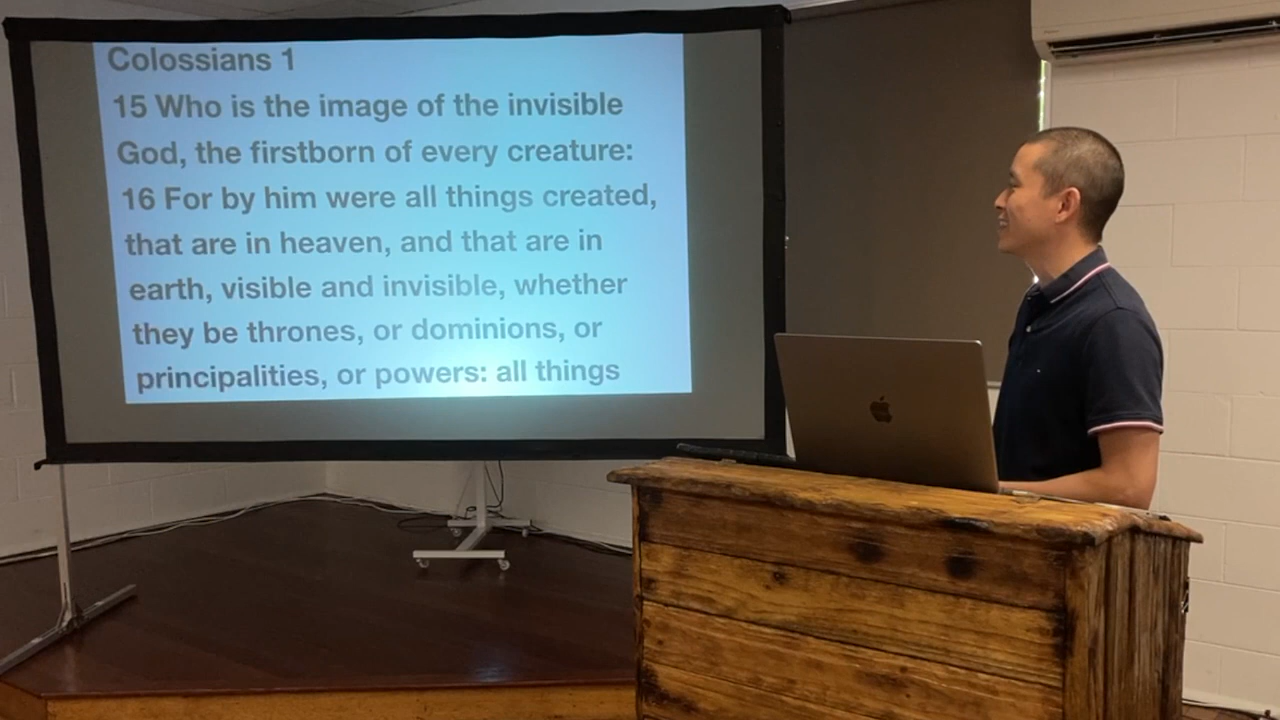 Colossians 1
15 Who is the image of the invisible
God, the firstborn of every creature:
16 For by him were all things created,
that are in heaven, and that are in
earth, visible and invisible, whether
they be thrones, or dominions, or
principalities, or powers: all things